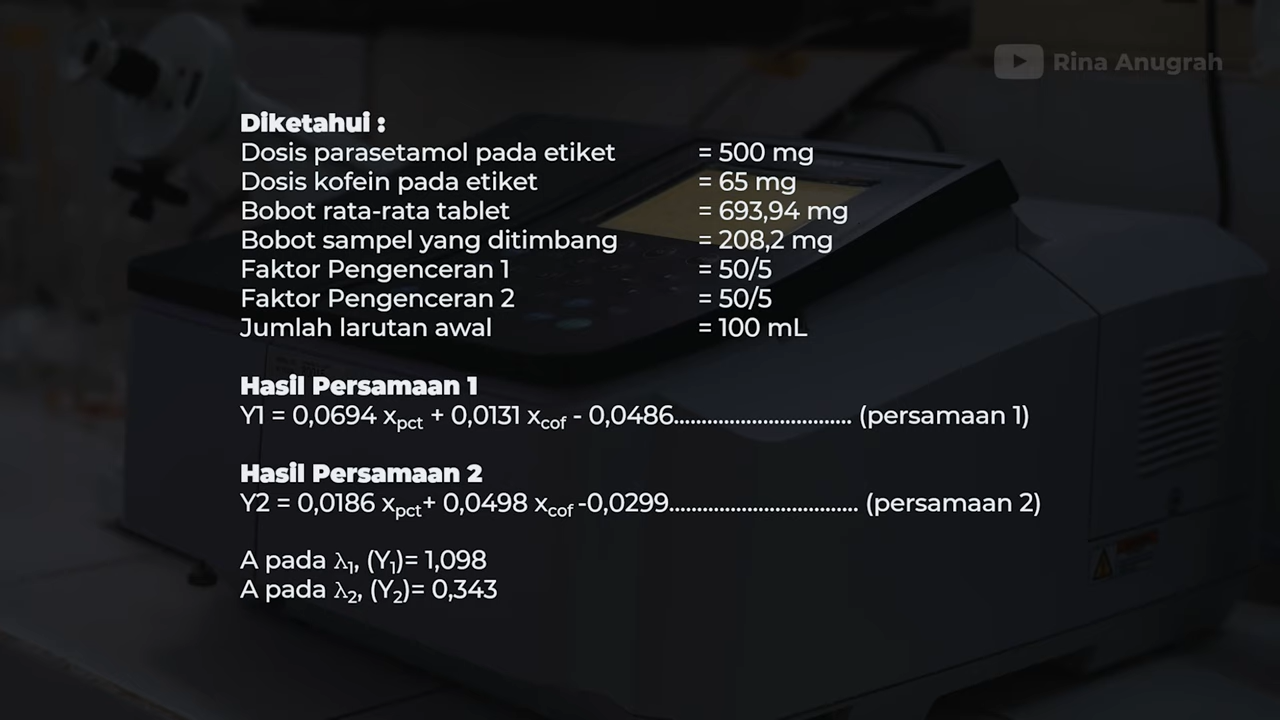 Rina Anugrah
Diketahui :
Dosis parasetamol pada etiket = 500 mg
Dosis kofein pada etiket = 65 mg
Bobot rata-rata tablet = 693,94 mg
Bobot sampel yang ditimbang = 208,2 mg
Faktor Pengenceran 1 = 50/5
Faktor Pengenceran 2 = 50/5
Jumlah larutan awal = 100 mL
Hasil Persamaan 1
Y1 = 0,0694 xpct + 0,0131 xcof - 0,0486................................. (persamaan 1)
Hasil Persamaan 2
Y2 = 0,0186 xpct+ 0,0498 xcof -0,0299................................... (persamaan 2)
A pada λ1, (Y1)= 1,098
A pada λ2, (Y2)= 0,343